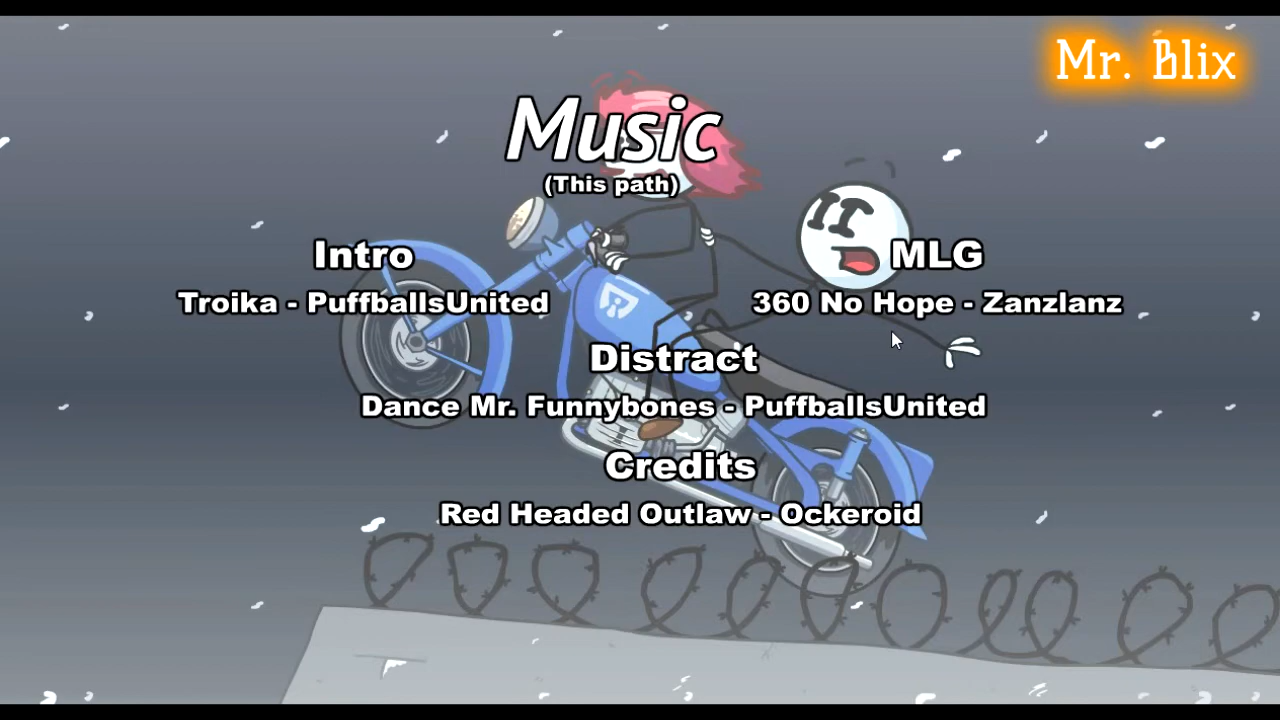 Mr. Blix
Music
(This path)
Intro
MLG
Troika - PuffballsUnited
360 No Hope - Zanzlanz
Distract
Dance Mr. Funnybones - PuffballsUnited
Credits
Red Headed Outlaw - Ockeroid